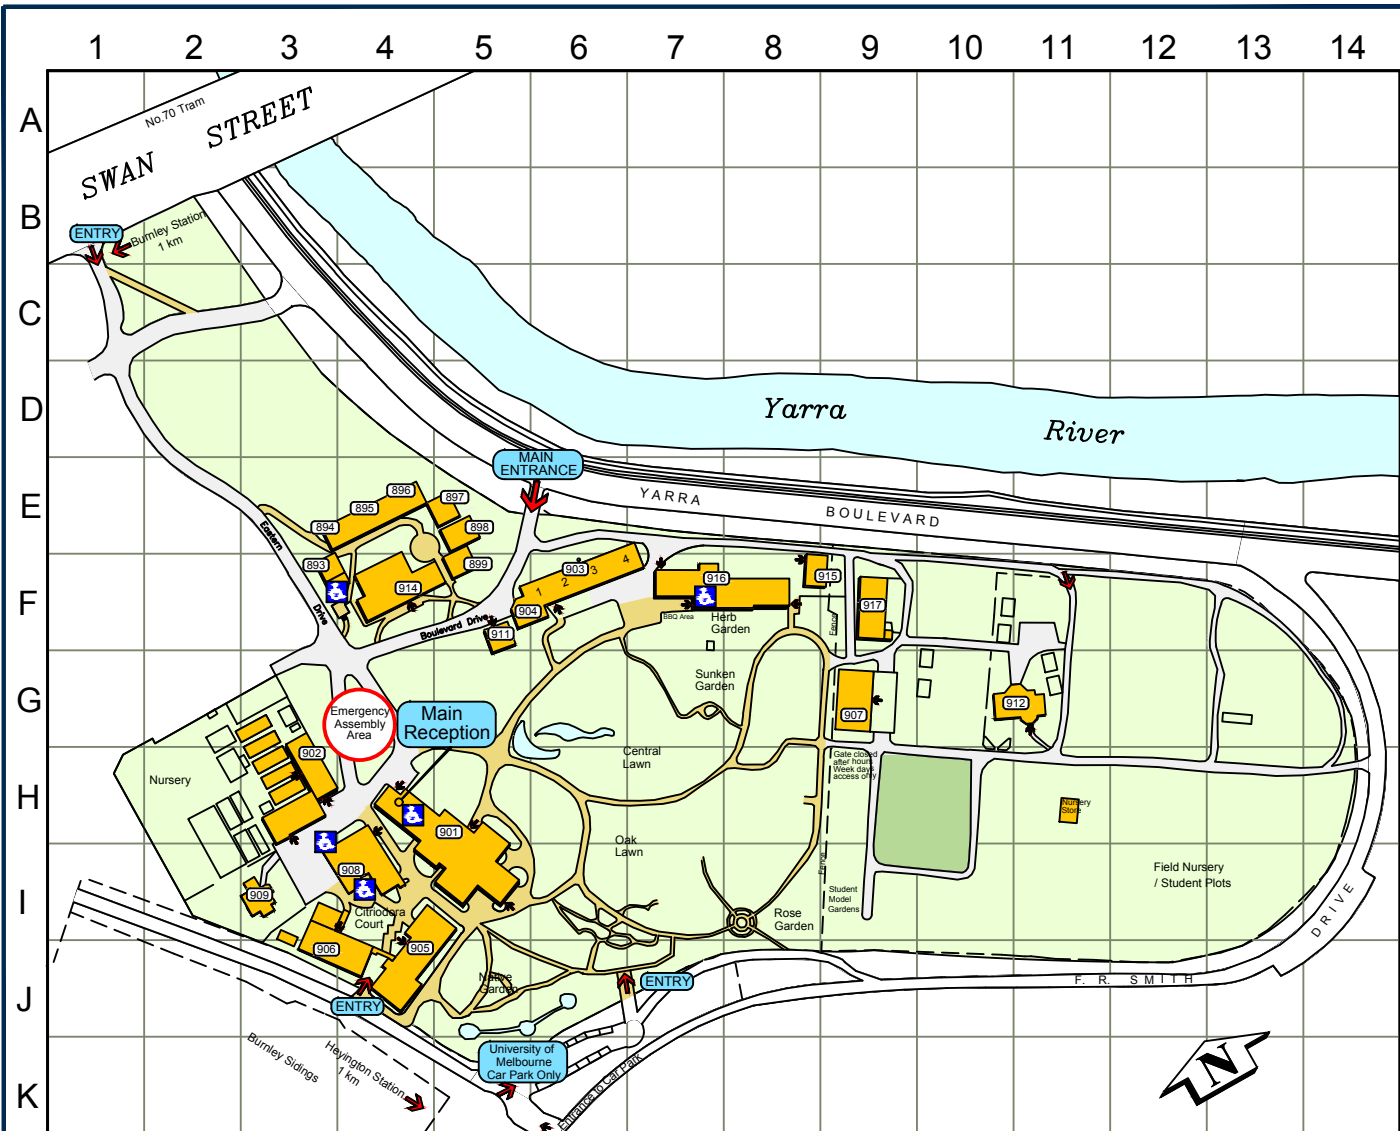 1 2 3 4 5 6 7 8 9 10 11 12 13 14
A
B
C
D
E
F
G
H
I
J
K
No.70 Tram
SWAN STREET
ENTRY
Burnley Station
1 km
Yarra River
MAIN
ENTRANCE
YARRA BOULEVARD
896
895
897
894
898
893
899
914
Eastern
Drive
Boulevard Drive
903
1 2 3 4
904
911
916
915
917
BBQ Area
Herb
Garden
Fence
Sunken
Garden
907
912
Emergency
Assembly
Area
Main
Reception
Central
Lawn
Gate closed
after hours
Week days
access only
Nursery
902
Nursery
Store
901
Oak
Lawn
908
909
Citriodora
Court
Fence
Student
Model
Gardens
Field Nursery
/ Student Plots
Rose
Garden
906
905
Native
Garden
ENTRY
ENTRY
F. R. SMITH DRIVE
University of
Melbourne
Car Park Only
Burnley Sidings
Heyington Station
1 km
Entrance to Car Park
N